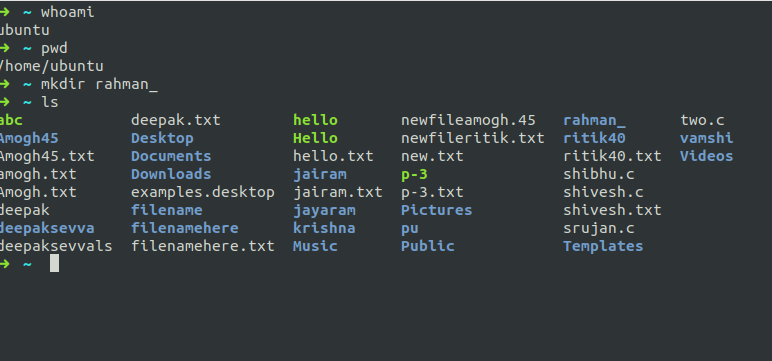 ➜ ~ whoami
ubuntu
➜ ~ pwd
/home/ubuntu
➜ ~ mkdir rahman_
➜ ~ ls
abc deepak.txt hello newfileamogh.45 rahman_ two.c
Amogh45 Desktop Hello newfileritik.txt ritik40 vamshi
Amogh45.txt Documents hello.txt new.txt ritik40.txt Videos
amogh.txt Downloads jairam p-3 shibhu.c
Amogh.txt examples.desktop jairam.txt p-3.txt shivesh.c
deepak filename jayaram Pictures shivesh.txt
deepaksevva filenamehere krishna pu srujan.c
deepaksevvals filenamehere.txt Music Public Templates
➜ ~